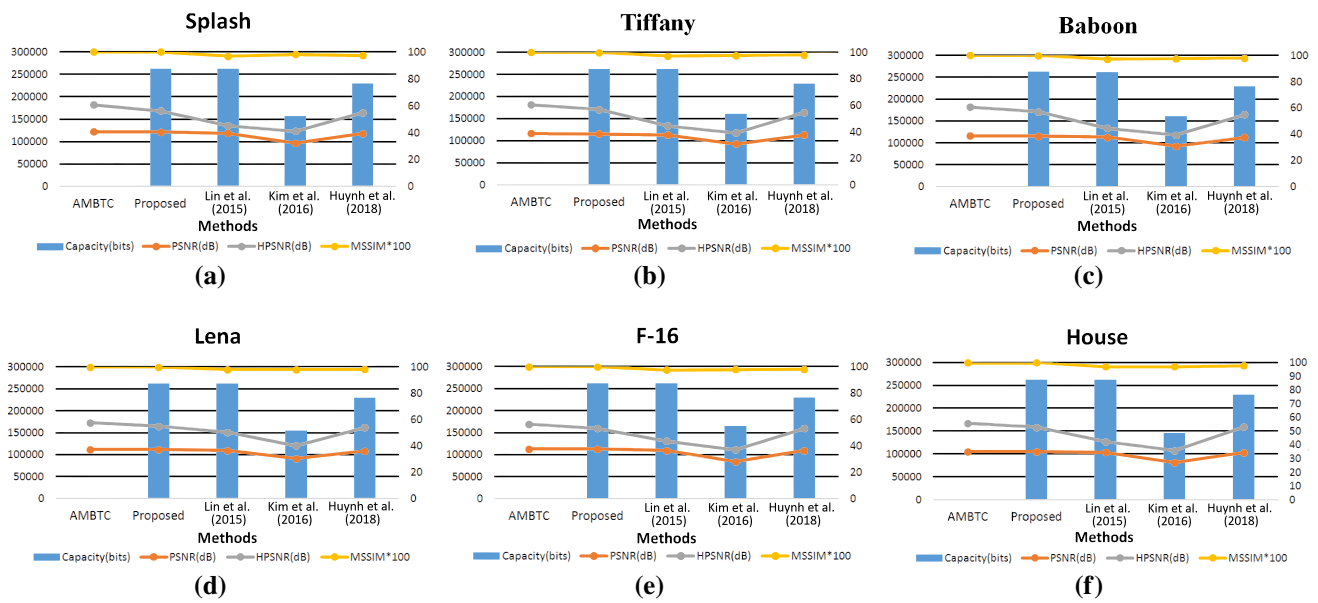 Splash
300000
250000
200000
150000
100000
50000
0
100
80
60
40
20
0
AMBTC
Proposed
Lin et al. (2015)
Kim et al. (2016)
Huynh et al. (2018)
Methods
Capacity(bits) PSNR(dB) HPSNR(dB) MSSIM*100
(a)
Tiffany
300000
250000
200000
150000
100000
50000
0
100
80
60
40
20
0
AMBTC
Proposed
Lin et al. (2015)
Kim et al. (2016)
Huynh et al. (2018)
Methods
Capacity(bits) PSNR(dB) HPSNR(dB) MSSIM*100
(b)
Baboon
300000
250000
200000
150000
100000
50000
0
100
80
60
40
20
0
AMBTC
Proposed
Lin et al. (2015)
Kim et al. (2016)
Huynh et al. (2018)
Methods
Capacity(bits) PSNR(dB) HPSNR(dB) MSSIM*100
(c)
Lena
300000
250000
200000
150000
100000
50000
0
100
80
60
40
20
0
AMBTC
Proposed
Lin et al. (2015)
Kim et al. (2016)
Huynh et al. (2018)
Methods
Capacity(bits) PSNR(dB) HPSNR(dB) MSSIM*100
(d)
F-16
300000
250000
200000
150000
100000
50000
0
100
80
60
40
20
0
AMBTC
Proposed
Lin et al. (2015)
Kim et al. (2016)
Huynh et al. (2018)
Methods
Capacity(bits) PSNR(dB) HPSNR(dB) MSSIM*100
(e)
House
300000
250000
200000
150000
100000
50000
0
100
90
80
70
60
50
40
30
20
10
0
AMBTC
Proposed
Lin et al. (2015)
Kim et al. (2016)
Huynh et al. (2018)
Methods
Capacity(bits) PSNR(dB) HPSNR(dB) MSSIM*100
(f)